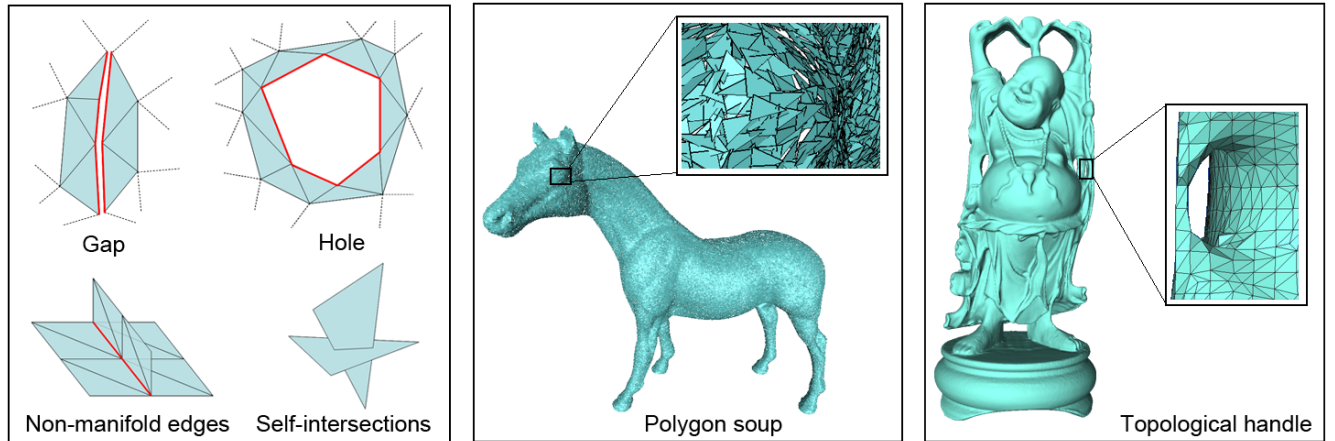 Gap
Hole
Non-manifold edges
Self-intersections
Polygon soup
Topological handle